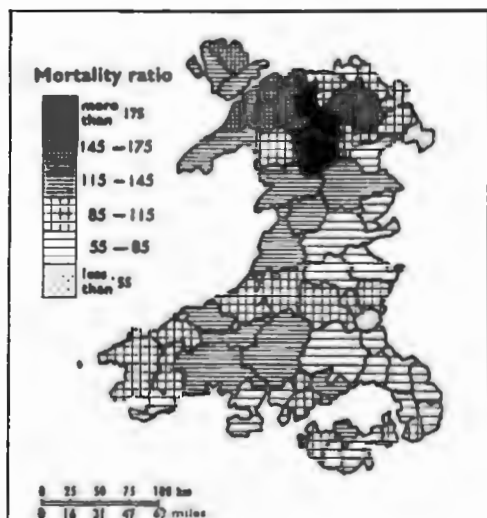 Mortality ratio
more
than 175
145 – 175
115 – 145
85 – 115
55 – 85
less
than 55
0 25 50 75 100 km
0 16 31 47 62 miles